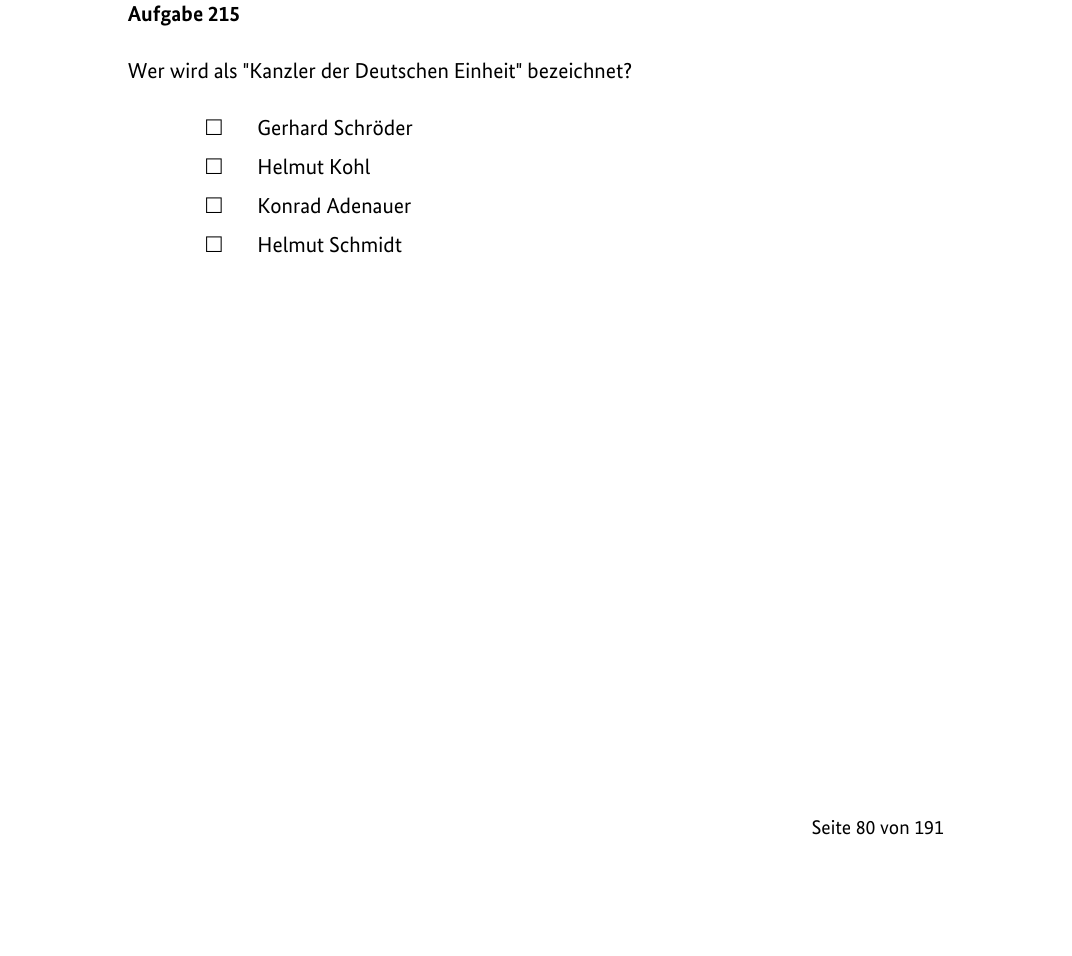 Aufgabe 215
Wer wird als "Kanzler der Deutschen Einheit" bezeichnet?
☐ Gerhard Schröder
☐ Helmut Kohl
☐ Konrad Adenauer
☐ Helmut Schmidt
Seite 80 von 191